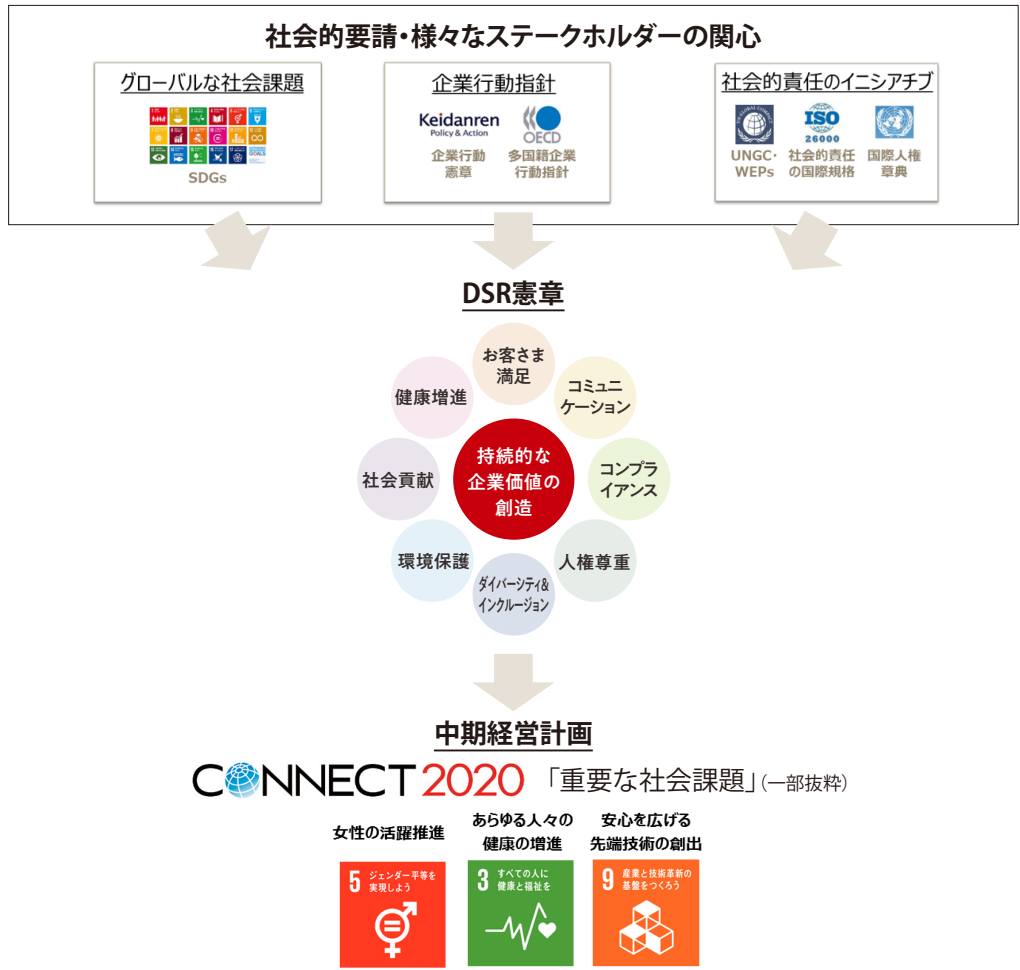 社会的要請・様々なステークホルダーの関心
グローバルな社会課題
SDGs
企業行動指針
Keidanren
Policy & Action
企業行動
憲章
OECD
多国籍企業
行動指針
社会的責任のイニシアチブ
UNGC・
WEPs
ISO
26000
社会的責任
の国際規格
国際人権
章典
DSR憲章
お客さま
満足
コミュニ
ケーション
コンプラ
イアンス
人権尊重
ダイバーシティ&
インクルージョン
環境保護
社会貢献
健康増進
持続的な
企業価値の
創造
中期経営計画
CONNECT 2020 「重要な社会課題」(一部抜粋)
女性の活躍推進
5 ジェンダー平等を
実現しよう
あらゆる人々の
健康の増進
3 すべての人に
健康と福祉を
安心を広げる
先端技術の創出
9 産業と技術革新の
基盤をつくろう